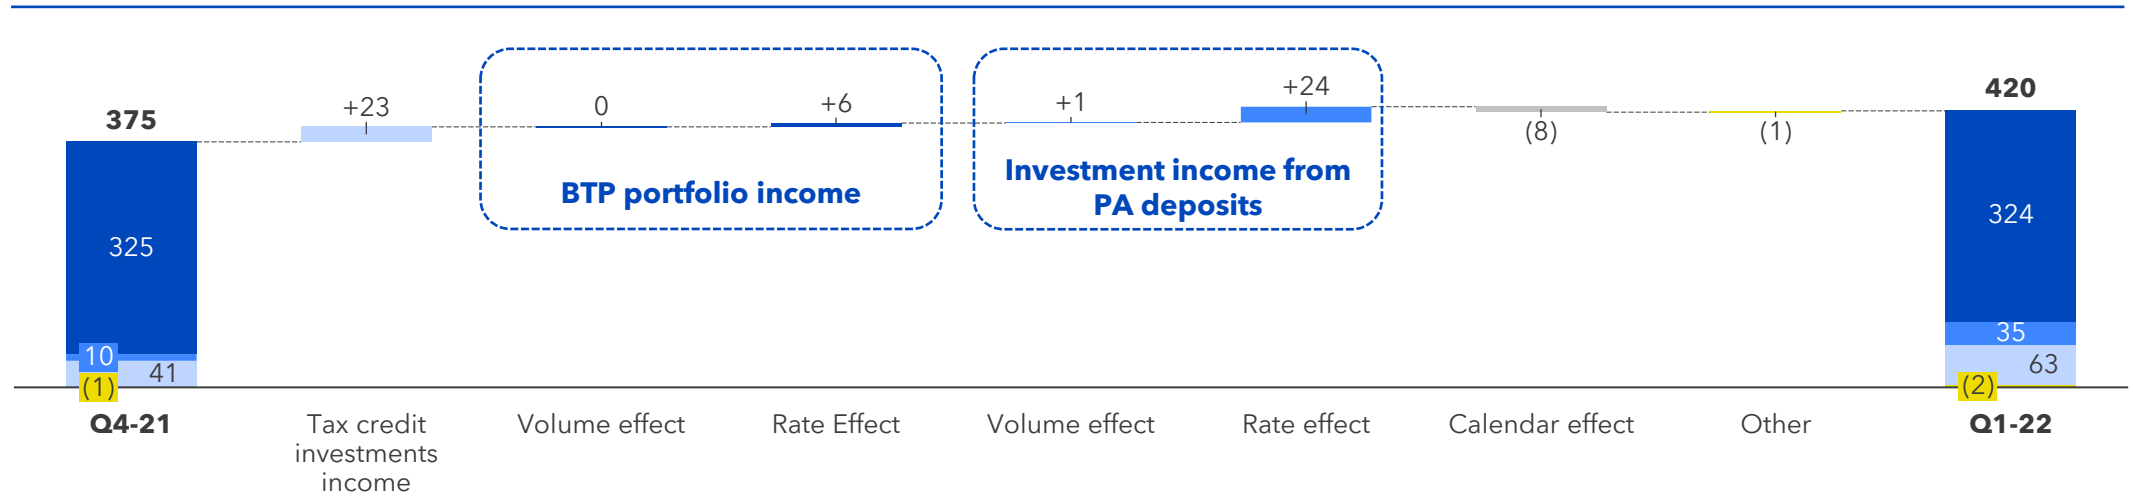 375
+23
0
+6
+1
+24
(8)
(1)
420
BTP portfolio income
Investment income from
PA deposits
325
10
41
(1)
324
35
63
(2)
Q4-21
Tax credit
investments
income
Volume effect
Rate Effect
Volume effect
Rate effect
Calendar effect
Other
Q1-22